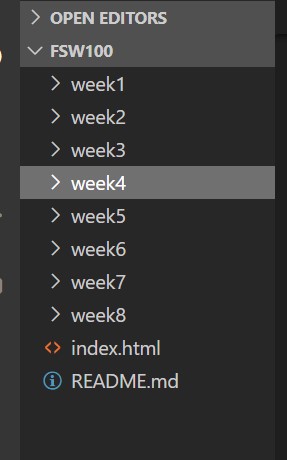 OPEN EDITORS
FSW100
week1
week2
week3
week4
week5
week6
week7
week8
index.html
README.md